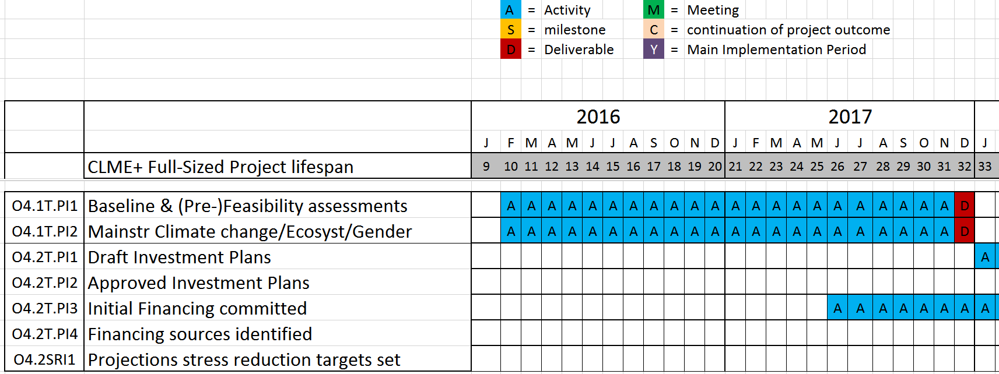 A = Activity M = Meeting
S = milestone C = continuation of project outcome
D = Deliverable Y = Main Implementation Period
2016 2017
J F M A M J J A S O N D J F M A M J J A S O N D J
CLME+ Full-Sized Project lifespan 9 10 11 12 13 14 15 16 17 18 19 20 21 22 23 24 25 26 27 28 29 30 31 32 33
O4.1T.PI1 Baseline & (Pre-)Feasibility assessments A A A A A A A A A A A A A A A A A A A A A A D
O4.1T.PI2 Mainstr Climate change/Ecosyst/Gender A A A A A A A A A A A A A A A A A A A A A A D
O4.2T.PI1 Draft Investment Plans A
O4.2T.PI2 Approved Investment Plans
O4.2T.PI3 Initial Financing committed A A A A A A A A
O4.2T.PI4 Financing sources identified
O4.2SRI1 Projections stress reduction targets set